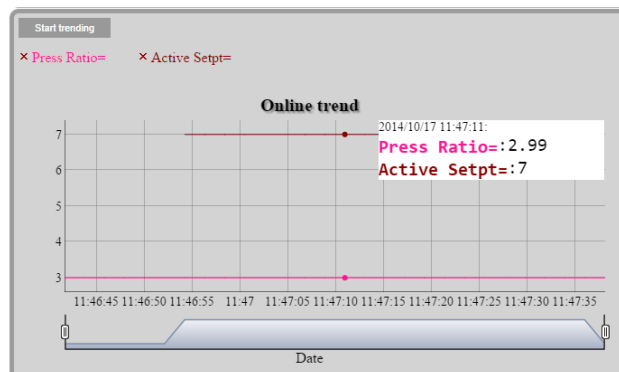 Start trending
× Press Ratio= × Active Setpt=
Online trend
2014/10/17 11:47:11:
Press Ratio=:2.99
Active Setpt=:7
7
6
5
4
3
11:46:45 11:46:50 11:46:55 11:47 11:47:05 11:47:10 11:47:15 11:47:20 11:47:25 11:47:30 11:47:35
Date